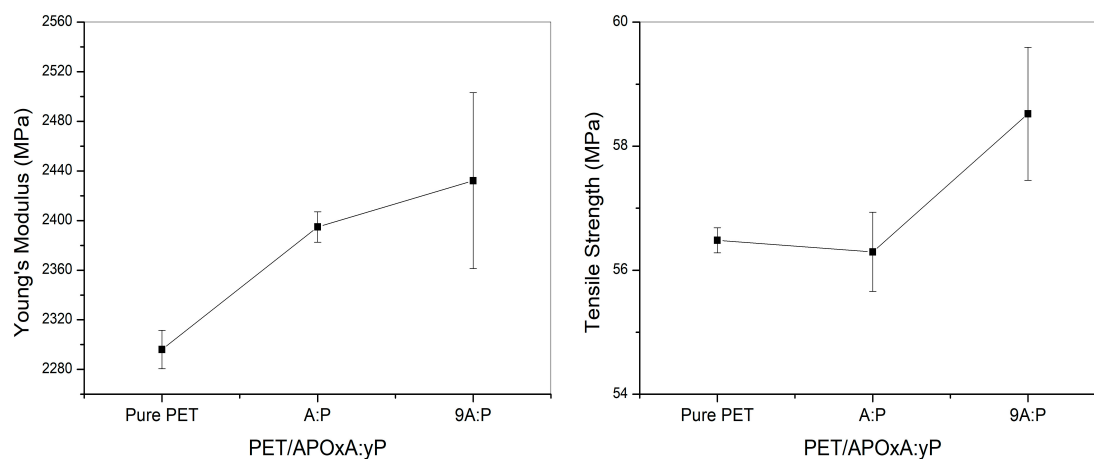 Young's Modulus (MPa)
2560
2520
2480
2440
2400
2360
2320
2280
Pure PET A:P 9A:P
PET/APOxA:yP
Tensile Strength (MPa)
60
58
56
54
Pure PET A:P 9A:P
PET/APOxA:yP